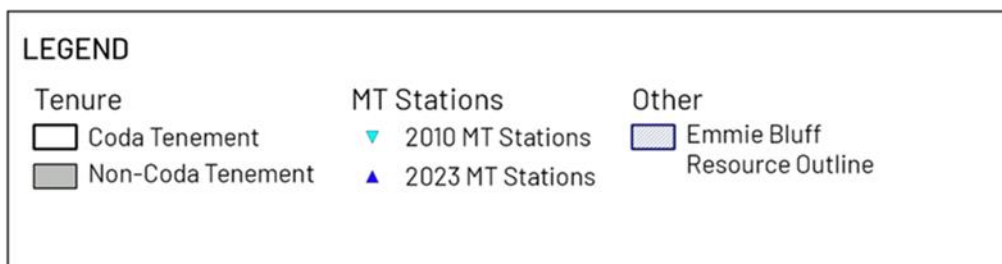 LEGEND
Tenure
Coda Tenement
Non-Coda Tenement
MT Stations
2010 MT Stations
2023 MT Stations
Other
Emmie Bluff
Resource Outline